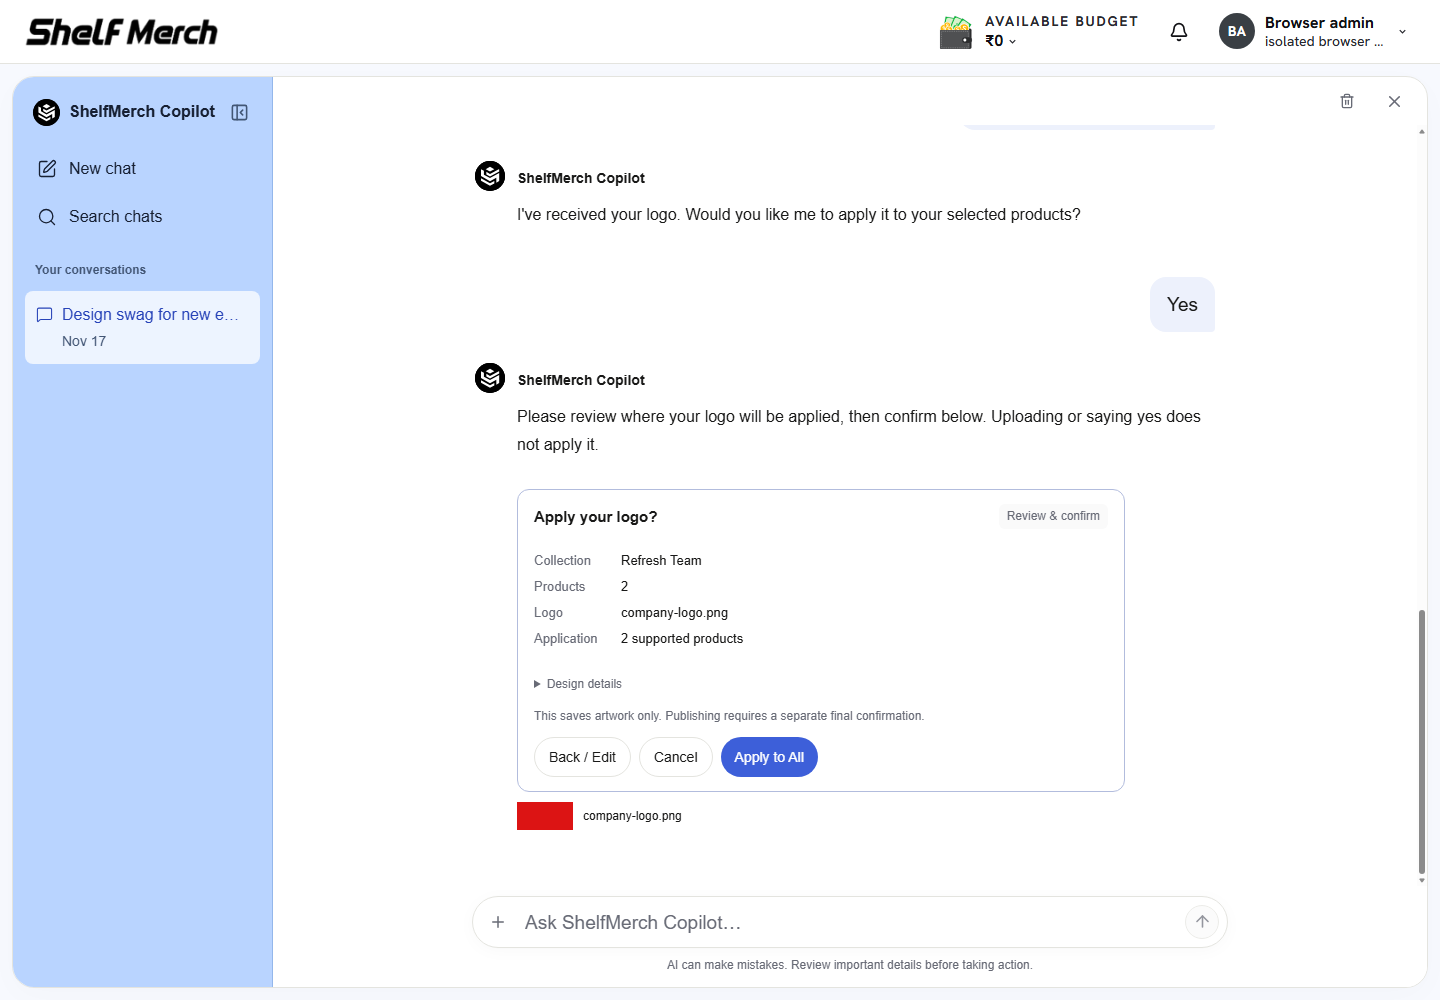 Shelf Merch
AVAILABLE BUDGET
₹0
BA
Browser admin
isolated browser ...
ShelfMerch Copilot
New chat
Search chats
Your conversations
Design swag for new e...
Nov 17
ShelfMerch Copilot
I've received your logo. Would you like me to apply it to your selected products?
Yes
ShelfMerch Copilot
Please review where your logo will be applied, then confirm below. Uploading or saying yes does
not apply it.
Apply your logo?
Review & confirm
Collection Refresh Team
Products 2
Logo company-logo.png
Application 2 supported products
Design details
This saves artwork only. Publishing requires a separate final confirmation.
Back / Edit Cancel Apply to All
company-logo.png
Ask ShelfMerch Copilot...
AI can make mistakes. Review important details before taking action.